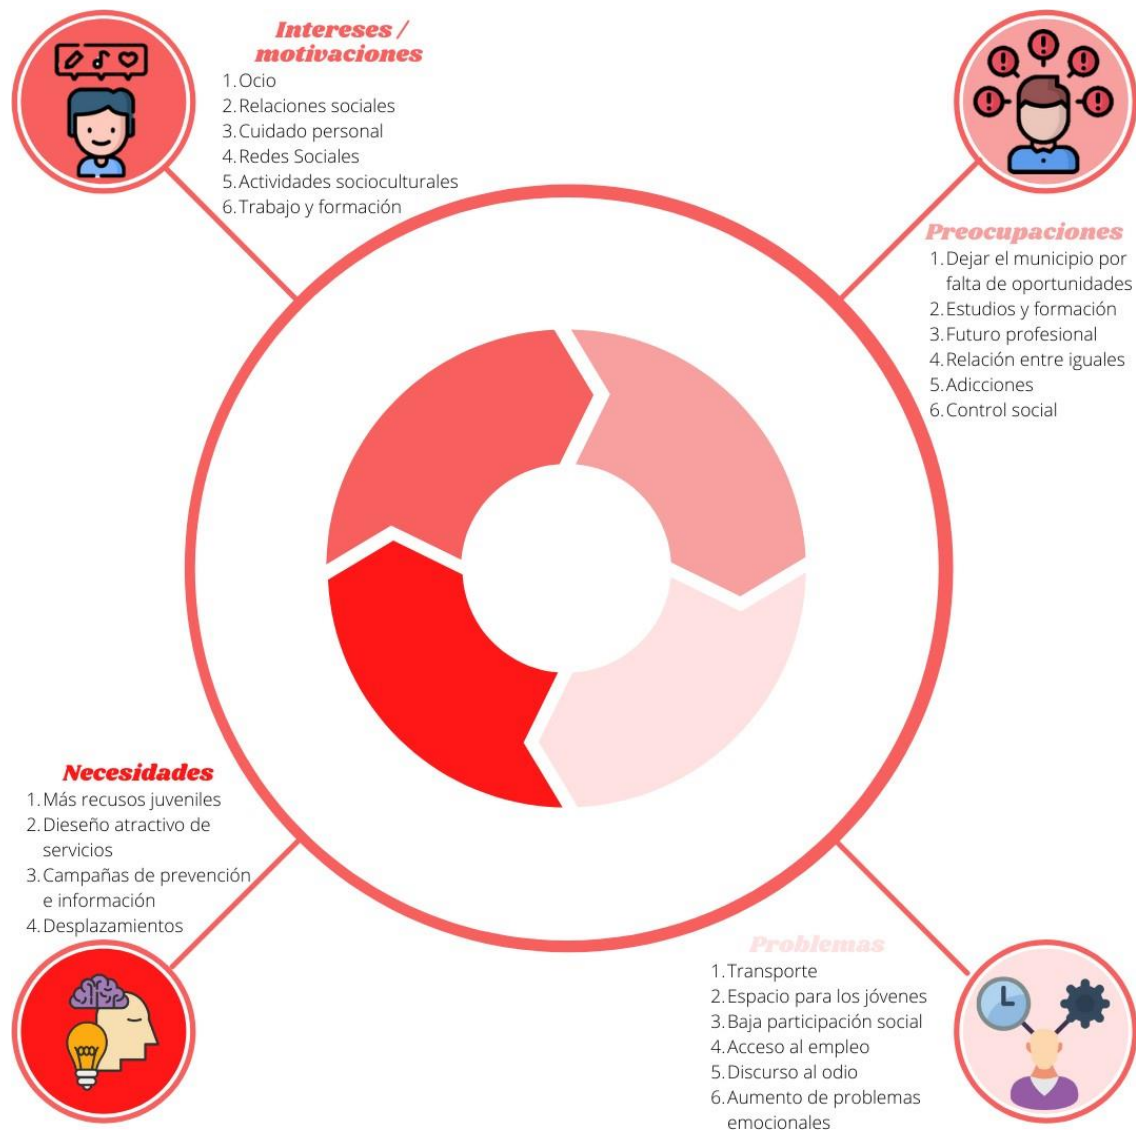 Intereses /
motivaciones
1.Ocio
2.Relaciones sociales
3.Cuidado personal
4.Redes Sociales
5.Actividades socioculturales
6.Trabajo y formación
Preocupaciones
1.Dejar el municipio por
falta de oportunidades
2.Estudios y formación
3.Futuro profesional
4.Relación entre iguales
5.Adicciones
6.Control social
Necesidades
1.Más recusos juveniles
2.Dieseño atractivo de
servicios
3.Campañas de prevención
e información
4.Desplazamientos
Problemas
1.Transporte
2.Espacio para los jóvenes
3.Baja participación social
4.Acceso al empleo
5.Discurso al odio
6.Aumento de problemas
emocionales